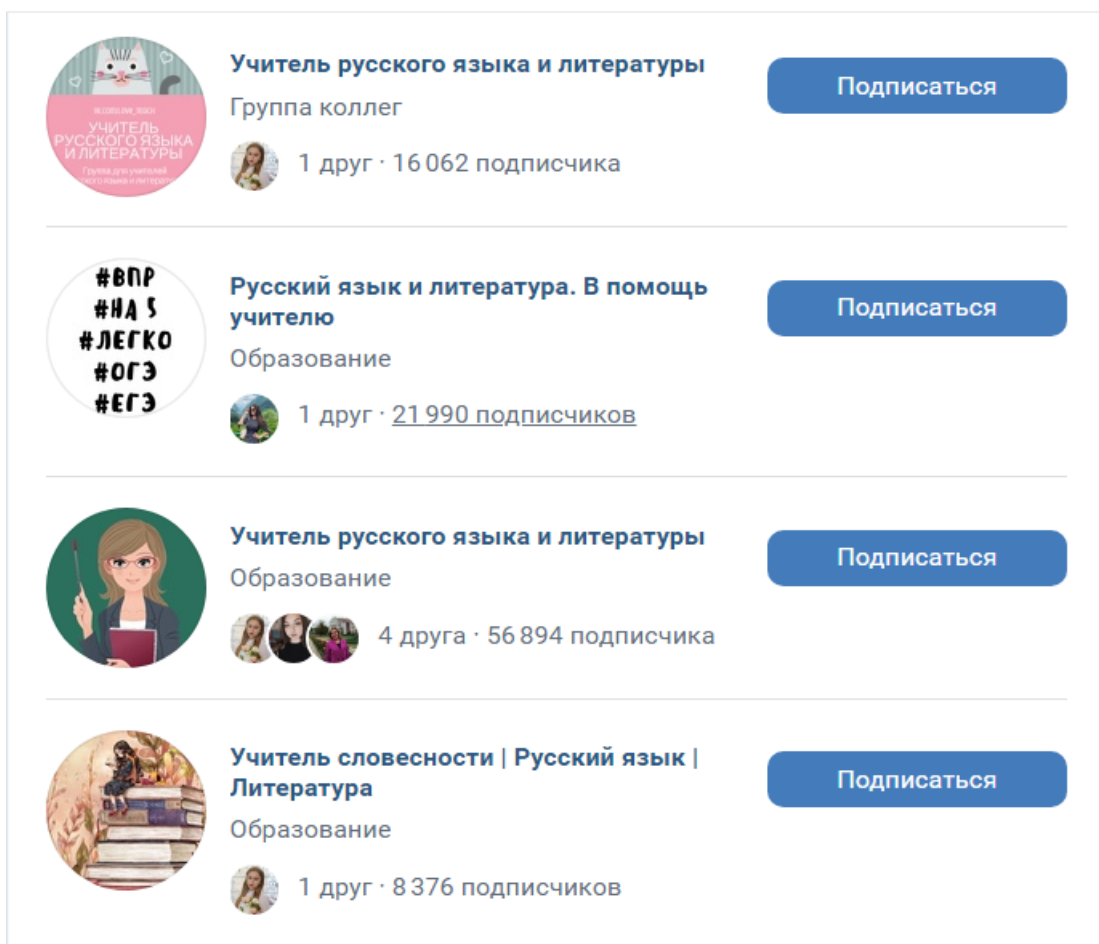 Учитель русского языка и литературы
Группа коллег
1 друг · 16 062 подписчика
Подписаться
УЧИТЕЛЬ
РУССКОГО ЯЗЫКА
И ЛИТЕРАТУРЫ
Группа для учителей
Русский язык и литература. В помощь
учителю
Образование
1 друг · 21 990 подписчиков
Подписаться
#ВПР
#НА 5
#ЛЕГКО
#ОГЭ
#ЕГЭ
Учитель русского языка и литературы
Образование
4 друга · 56 894 подписчика
Подписаться
Учитель словесности | Русский язык |
Литература
Образование
1 друг · 8 376 подписчиков
Подписаться